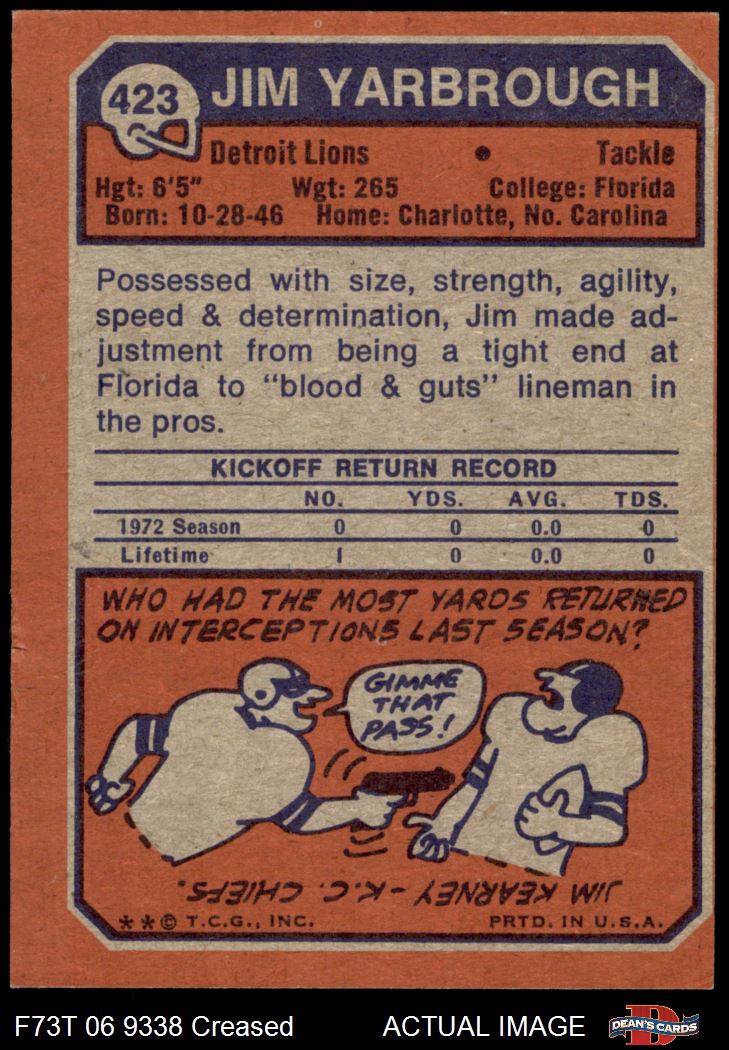 423
JIM YARBROUGH
Detroit Lions • Tackle
Hgt: 6'5" Wgt: 265 College: Florida
Born: 10-28-46 Home: Charlotte, No. Carolina
Possessed with size, strength, agility,
speed & determination, Jim made ad-
justment from being a tight end at
Florida to "blood & guts" lineman in
the pros.
KICKOFF RETURN RECORD
NO. YDS. AVG. TDS.
1972 Season 0 0 0.0 0
Lifetime 1 0 0.0 0
WHO HAD THE MOST YARDS RETURNED
ON INTERCEPTIONS LAST SEASON?
GIMME
THAT
PASS!
JIM KEARNEY - K.C. CHIEFS.
**© T.C.G., INC. PRTD. IN U.S.A.
F73T 06 9338 Creased ACTUAL IMAGE
DEAN'S CARDS